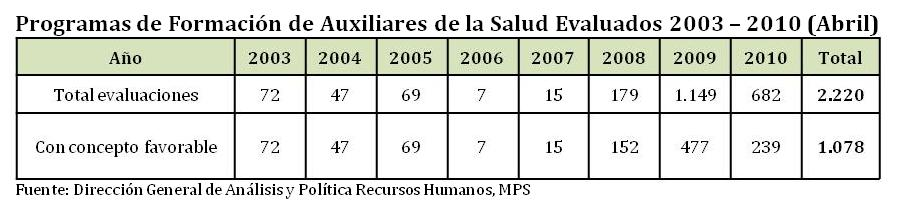 Programas de Formación de Auxiliares de la Salud Evaluados 2003 – 2010 (Abril)
Año 2003 2004 2005 2006 2007 2008 2009 2010 Total
Total evaluaciones 72 47 69 7 15 179 1.149 682 2.220
Con concepto favorable 72 47 69 7 15 152 477 239 1.078
Fuente: Dirección General de Análisis y Política Recursos Humanos, MPS